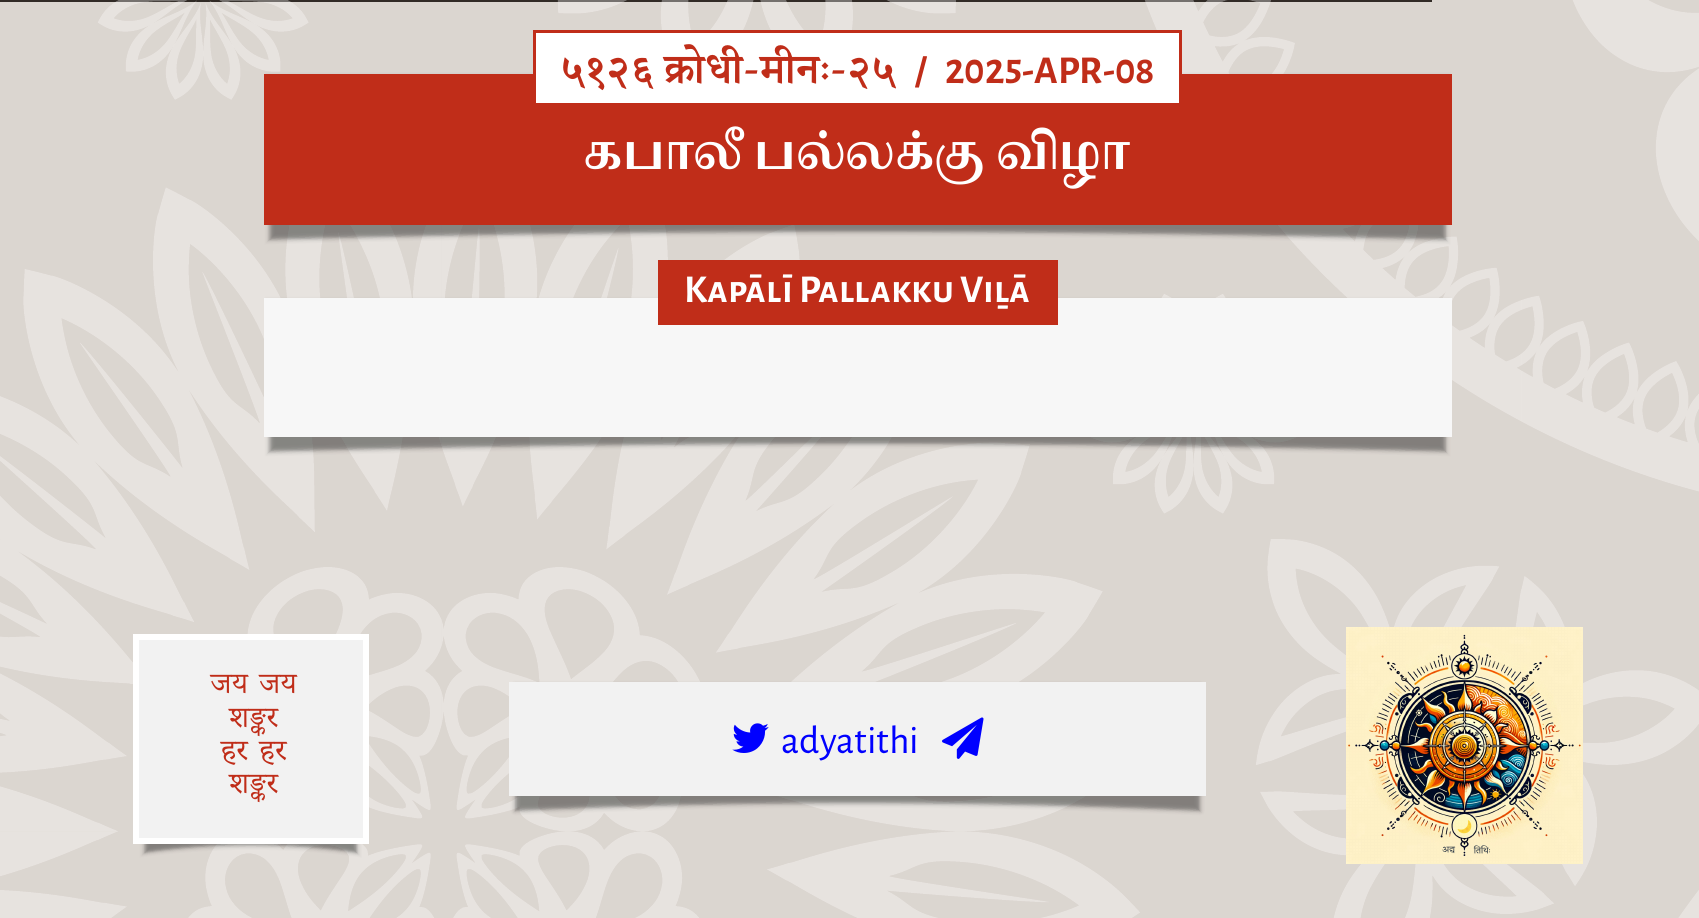 ५१२६ क्रोधी-मीनः-२५ / 2025-APR-08
கபாலீ பல்லக்கு விழா
Kapālī Pallakku Viḻā
जय जय
शङ्कर
हर हर
शङ्कर
adyatithi
अद्य तिथिः